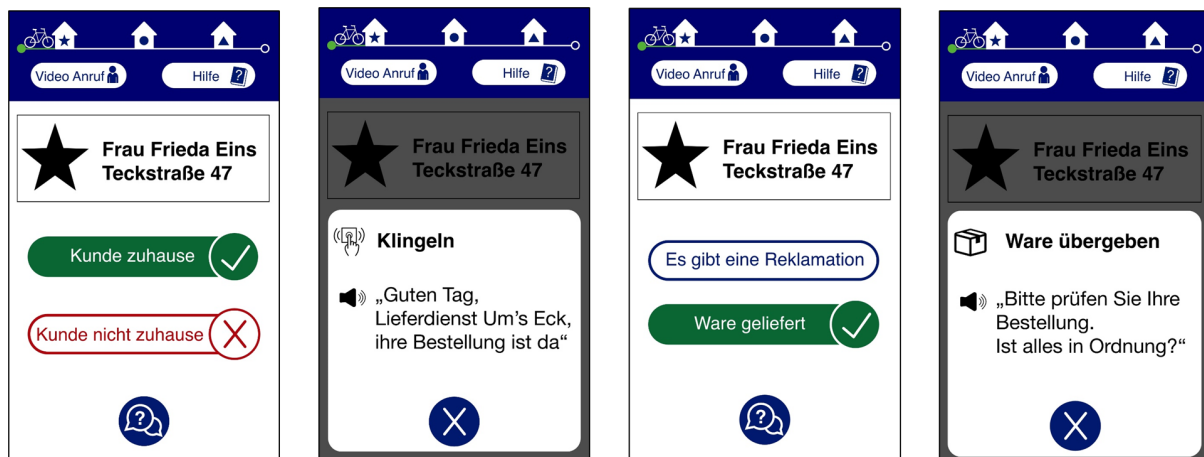 Video Anruf
Hilfe ?
Frau Frieda Eins
Teckstraße 47
Kunde zuhause
Kunde nicht zuhause
?
Video Anruf
Hilfe ?
Frau Frieda Eins
Teckstraße 47
Klingeln
„Guten Tag,
Lieferdienst Um's Eck,
ihre Bestellung ist da“
Video Anruf
Hilfe ?
Frau Frieda Eins
Teckstraße 47
Es gibt eine Reklamation
Ware geliefert
?
Video Anruf
Hilfe ?
Frau Frieda Eins
Teckstraße 47
Ware übergeben
„Bitte prüfen Sie Ihre
Bestellung.
Ist alles in Ordnung?“